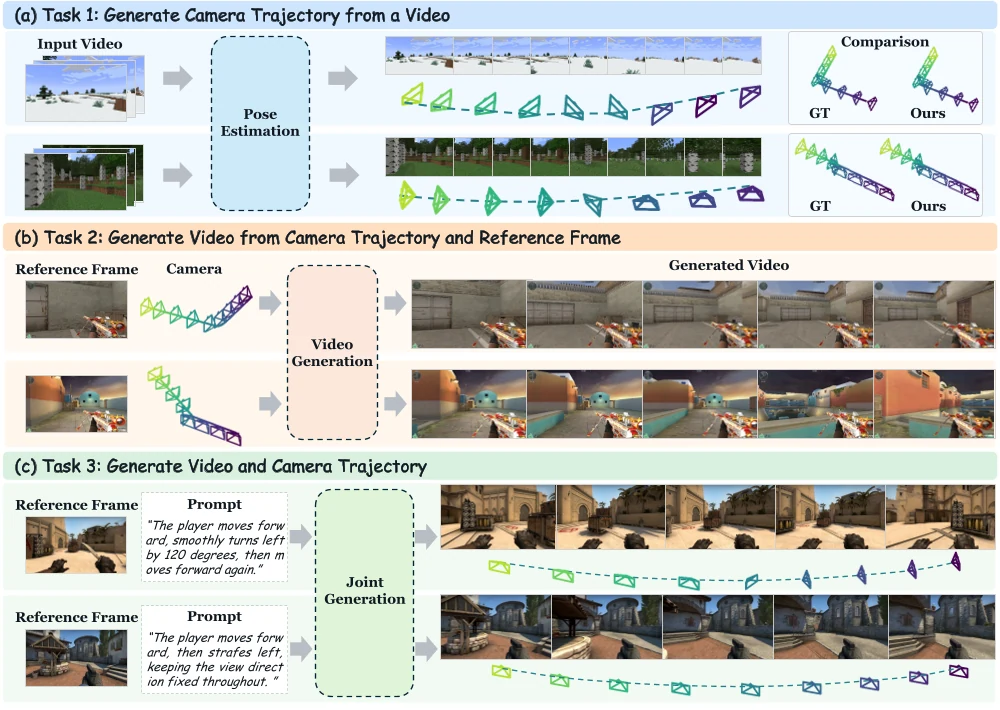 (a) Task 1: Generate Camera Trajectory from a Video
Input Video
Pose
Estimation
Comparison
GT
Ours
GT
Ours
(b) Task 2: Generate Video from Camera Trajectory and Reference Frame
Reference Frame
Camera
Video
Generation
Generated Video
(c) Task 3: Generate Video and Camera Trajectory
Reference Frame
Prompt
"The player moves forw
ard, smoothly turns left
by 120 degrees, then m
oves forward again."
Joint
Generation
Reference Frame
Prompt
"The player moves forw
ard, then strafes left,
keeping the view direct
ion fixed throughout. "